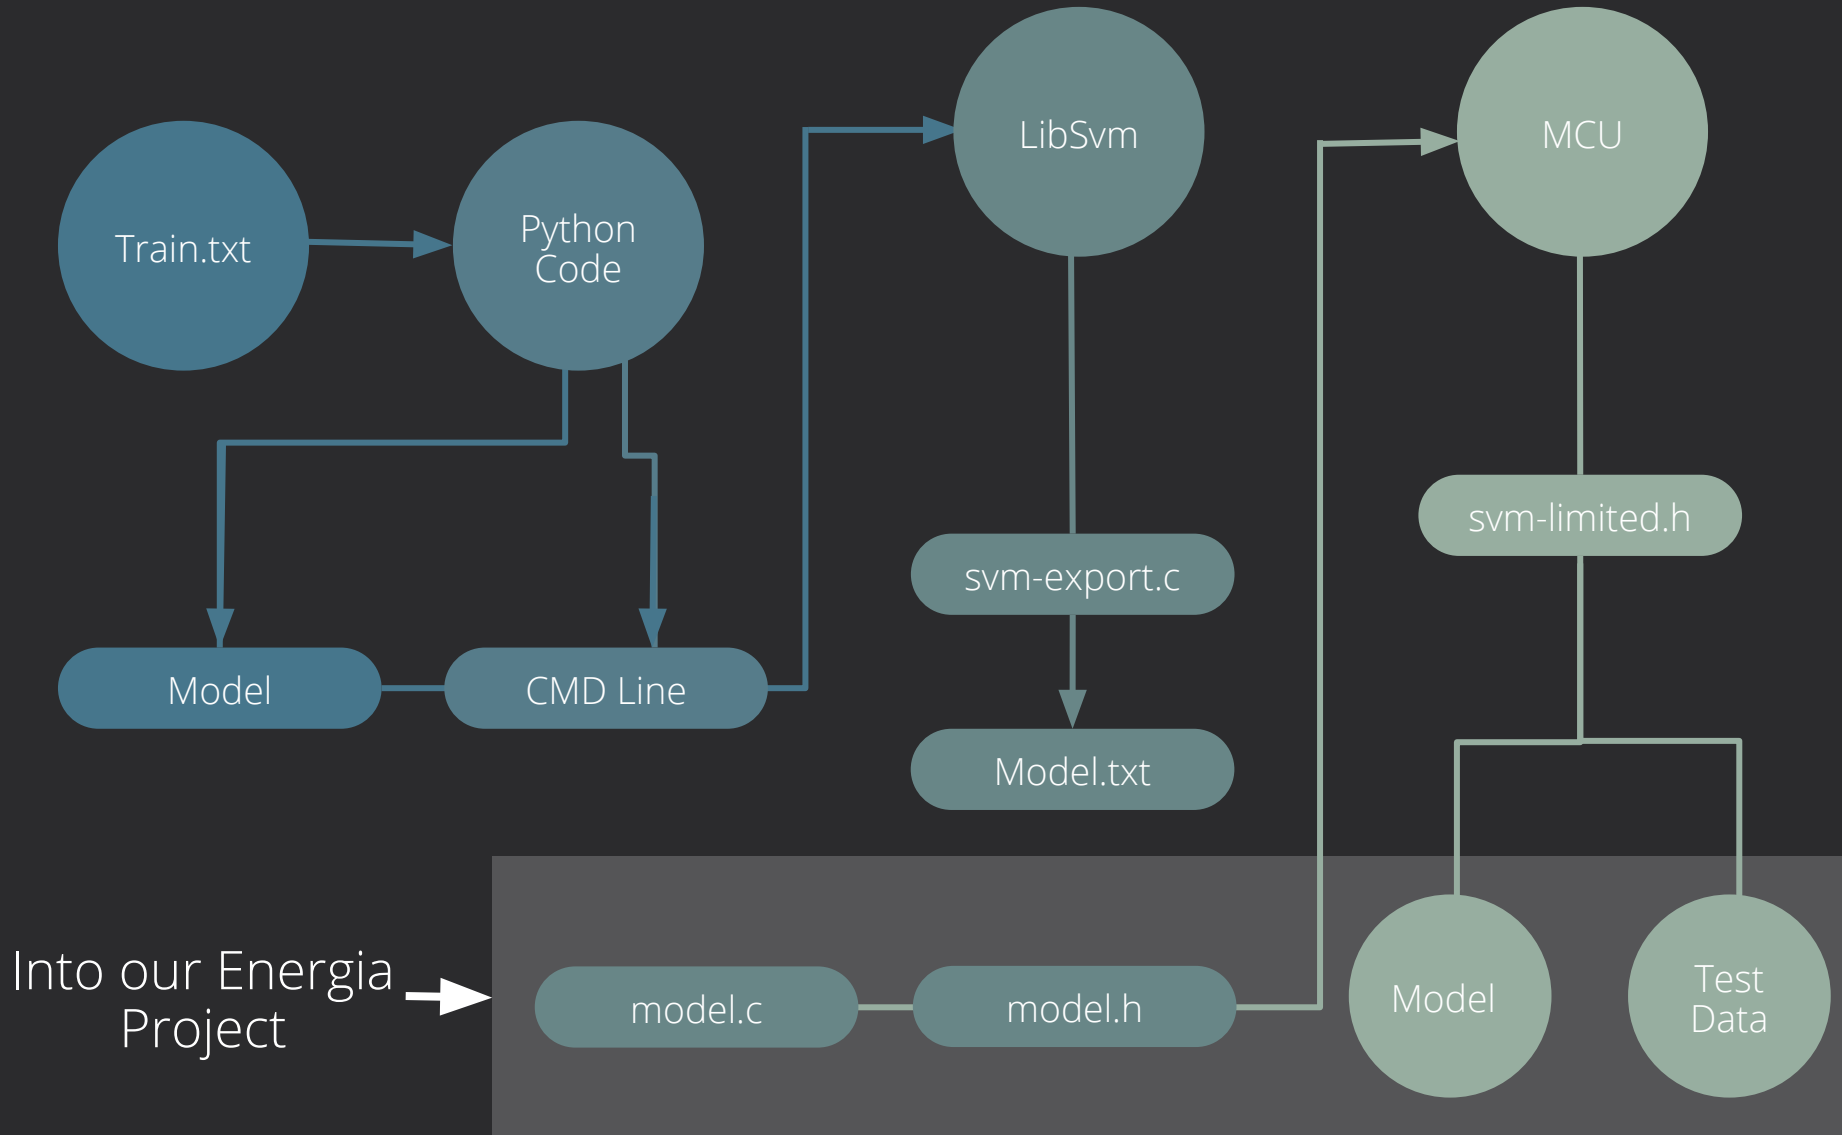 LibSvm
MCU
Train.txt
Python
Code
svm-limited.h
svm-export.c
Model
CMD Line
Model.txt
Into our Energia
Project
model.c
model.h
Model
Test
Data